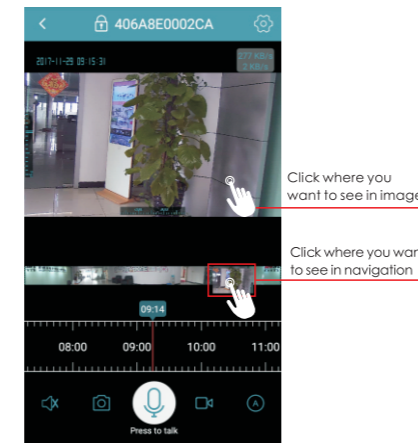 406A8E0002CA
2017-11-29 09:15:31
277 KB/s
2 KB/s
Click where you
want to see in image
Click where you wan
to see in navigation
09:14
08:00 09:00 10:00 11:00
A
Press to talk